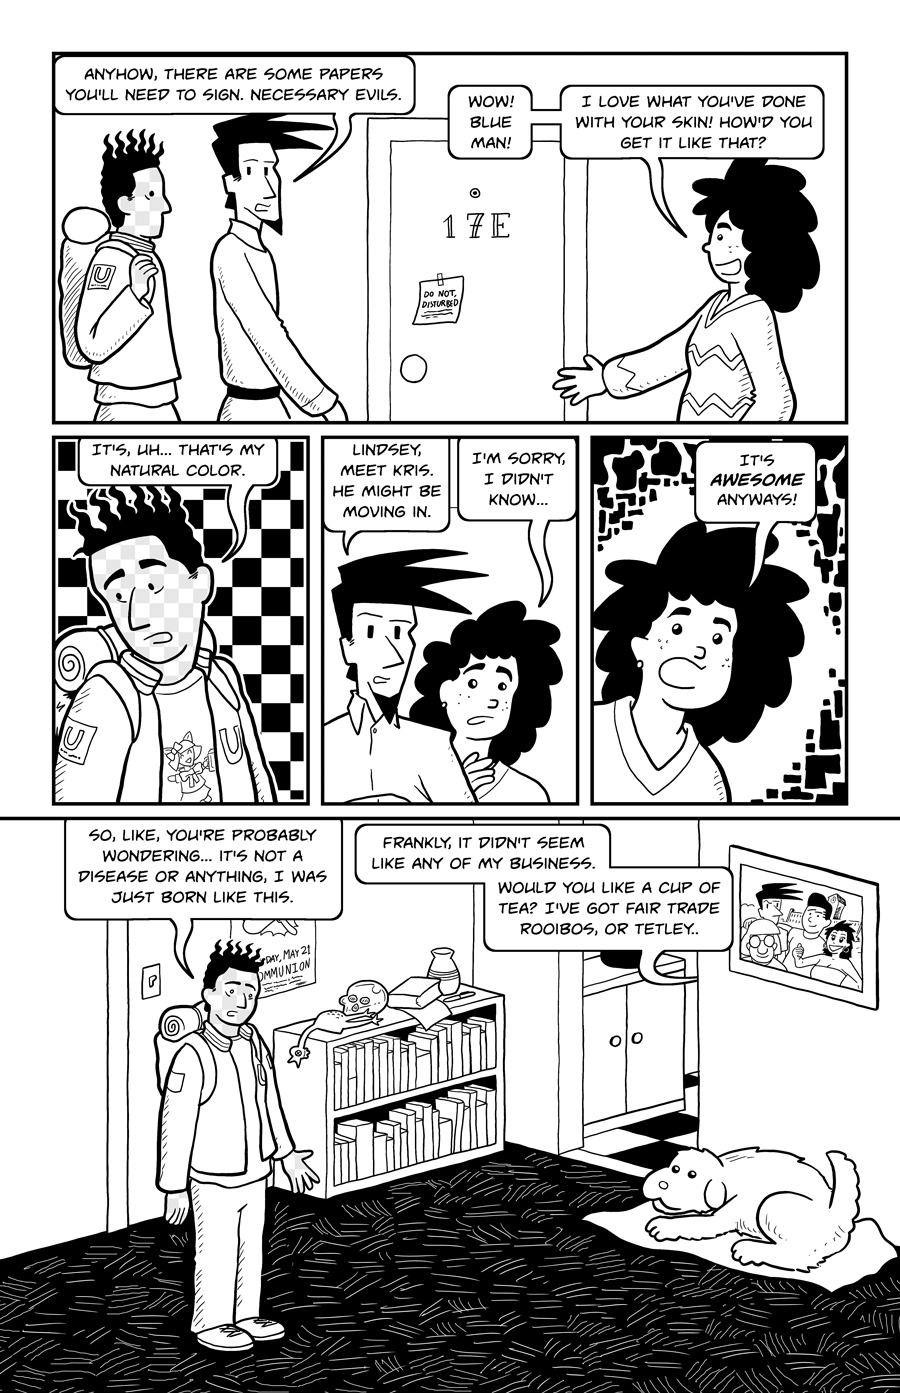 ANYHOW, THERE ARE SOME PAPERS
YOU'LL NEED TO SIGN. NECESSARY EVILS.
WOW!
BLUE
MAN!
I LOVE WHAT YOU'VE DONE
WITH YOUR SKIN! HOW'D YOU
GET IT LIKE THAT?
17E
DO NOT
DISTURBED
U
IT'S, UH... THAT'S MY
NATURAL COLOR.
U
U
LINDSEY,
MEET KRIS.
HE MIGHT BE
MOVING IN.
I'M SORRY,
I DIDN'T
KNOW...
IT'S
AWESOME
ANYWAYS!
SO, LIKE, YOU'RE PROBABLY
WONDERING... IT'S NOT A
DISEASE OR ANYTHING, I WAS
JUST BORN LIKE THIS.
FRANKLY, IT DIDN'T SEEM
LIKE ANY OF MY BUSINESS.
WOULD YOU LIKE A CUP OF
TEA? I'VE GOT FAIR TRADE
ROOIBOS, OR TETLEY..
DAY, MAY 21
OMMUNION